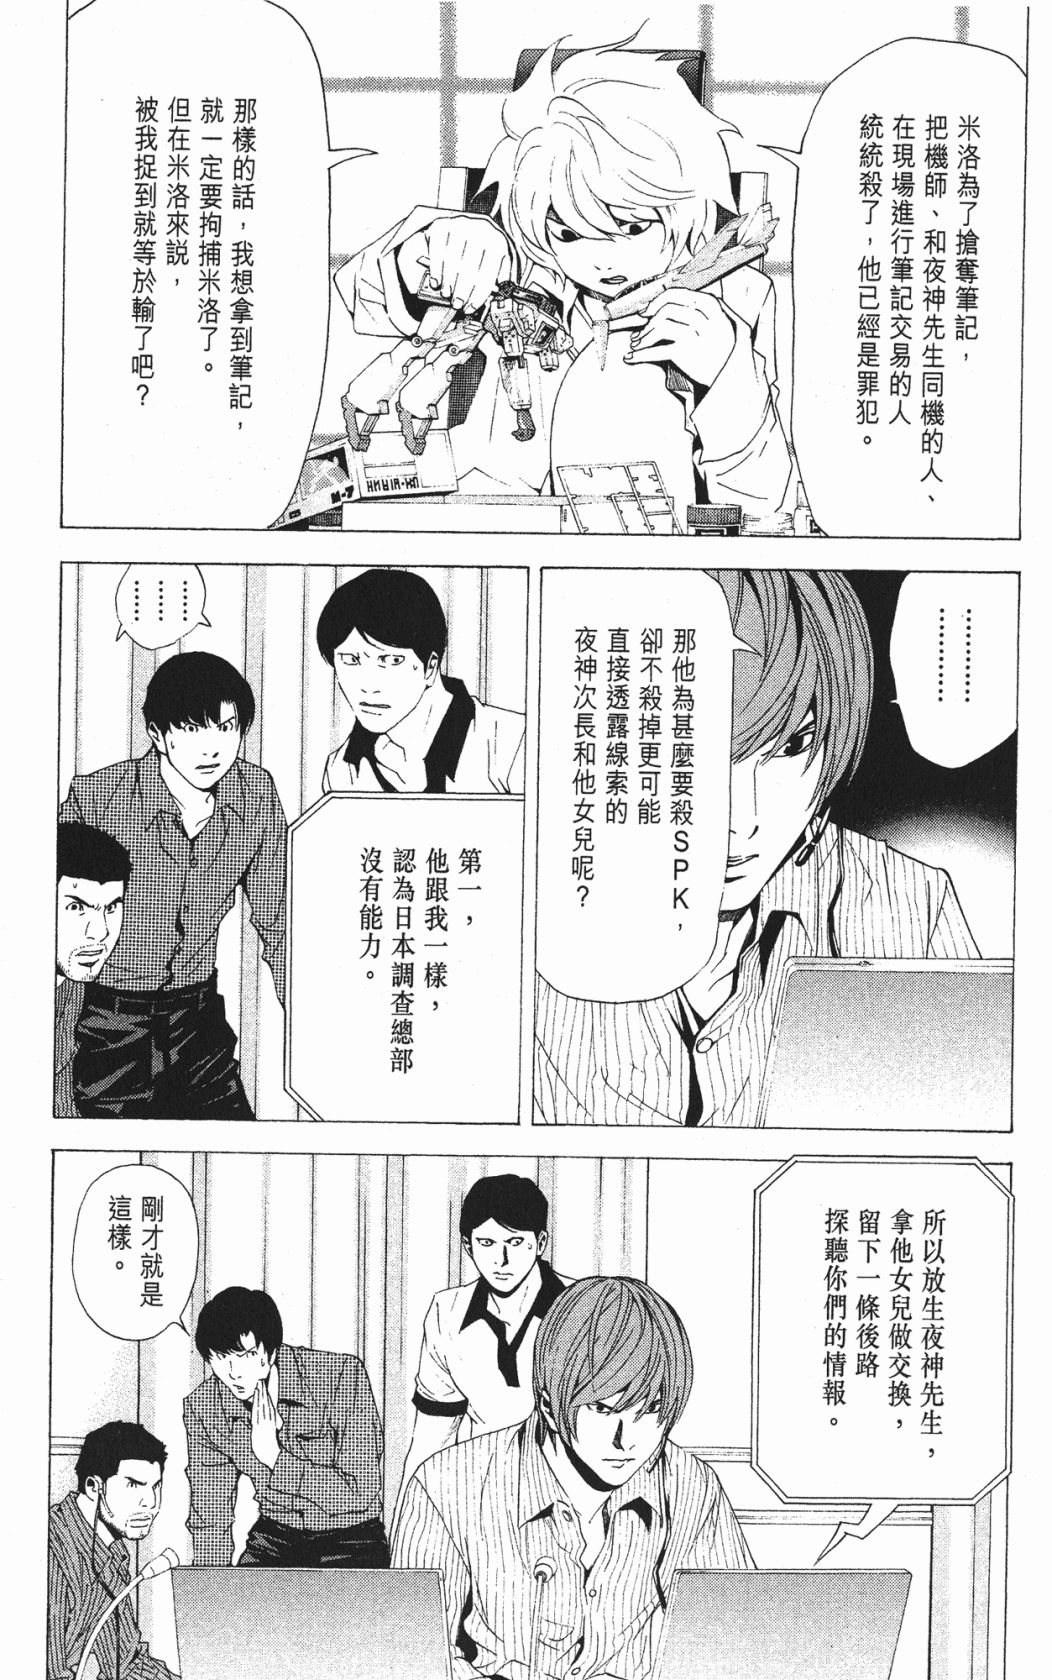 米洛為了搶奪筆記，
把機師、和夜神先生同機的人、
在現場進行筆記交易的人
統統殺了，他已經是罪犯。
那樣的話，我想拿到筆記，
就一定要拘捕米洛了。
但在米洛來說，
被我捉到就等於輸了吧？
N-7
⋯⋯⋯⋯
⋯⋯⋯⋯
那他為甚麼要殺SPK，
卻不殺掉更可能
直接透露線索的
夜神次長和他女兒呢？
⋯⋯⋯
⋯⋯⋯
⋯⋯⋯
第一，
他跟我一樣，
認為日本調查總部
沒有能力。
所以放生夜神先生，
拿他女兒做交換，
留下一條後路
探聽你們的情報。
剛才就是
這樣。